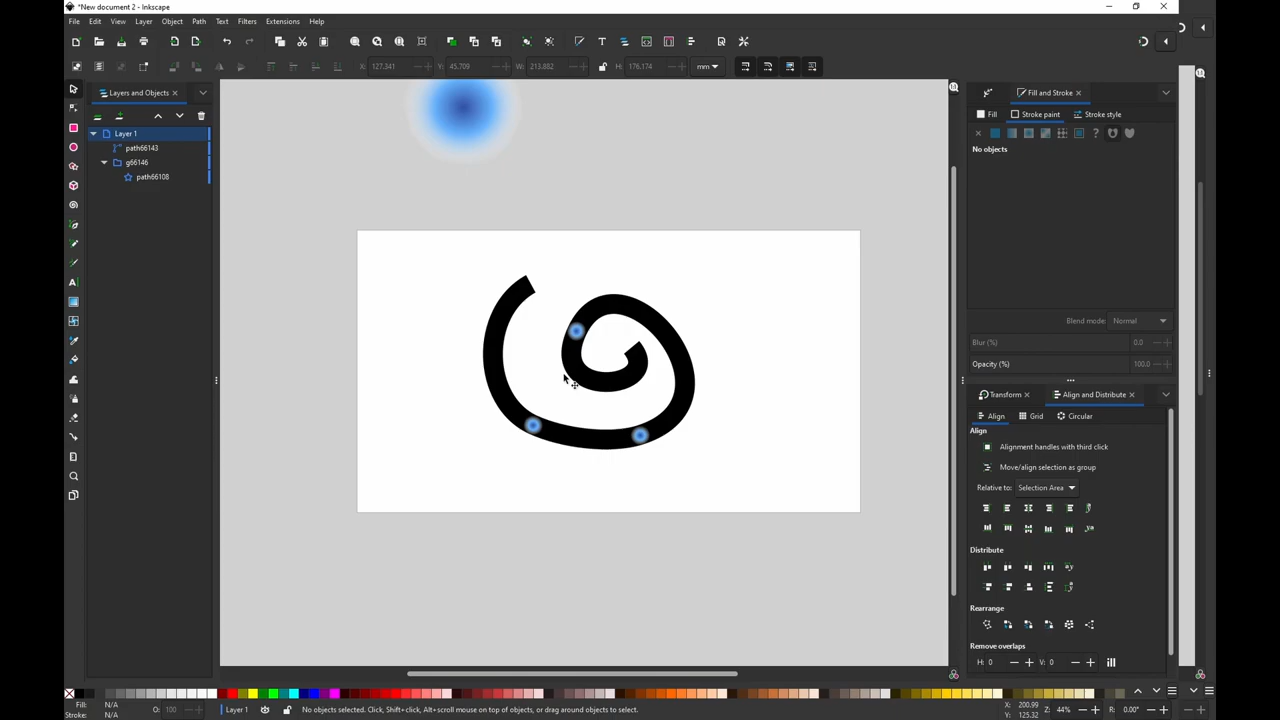 *New document 2 - Inkscape
File Edit View Layer Object Path Text Filters Extensions Help
X: 127.341 Y: 45.709 W: 213.882 H: 176.174 mm
Layers and Objects
Layer 1
path66143
g66146
path66108
Fill and Stroke
Fill Stroke paint Stroke style
No objects
Blend mode: Normal
Blur (%) 0.0
Opacity (%) 100.0
Transform Align and Distribute
Align Grid Circular
Align
Alignment handles with third click
Move/align selection as group
Relative to: Selection Area
Distribute
Rearrange
Remove overlaps
H: 0 V: 0
Fill: N/A
Stroke: N/A
O: 100
Layer 1
No objects selected. Click, Shift+click, Alt+scroll mouse on top of objects, or drag around objects to select.
X: 200.99
Y: 125.32
Z: 44%
R: 0.00°